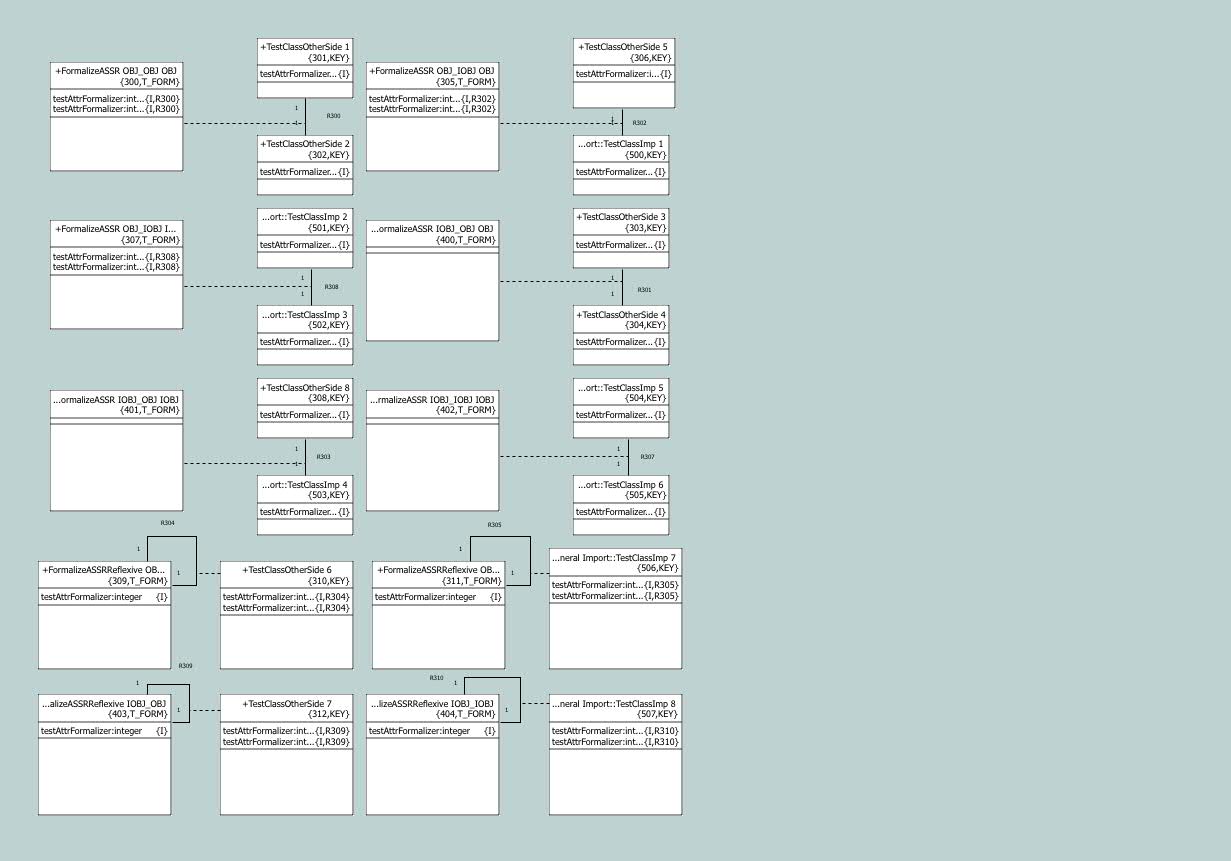 +FormalizeASSR OBJ_OBJ OBJ
{300,T_FORM}
testAttrFormalizer:int...{I,R300}
testAttrFormalizer:int...{I,R300}
+TestClassOtherSide 1
{301,KEY}
testAttrFormalizer...{I}
1
1
R300
+TestClassOtherSide 2
{302,KEY}
testAttrFormalizer...{I}
+FormalizeASSR OBJ_IOBJ OBJ
{305,T_FORM}
testAttrFormalizer:int...{I,R302}
testAttrFormalizer:int...{I,R302}
+TestClassOtherSide 5
{306,KEY}
testAttrFormalizer:i...{I}
1
1
R302
...ort::TestClassImp 1
{500,KEY}
testAttrFormalizer...{I}
+FormalizeASSR OBJ_IOBJ I...
{307,T_FORM}
testAttrFormalizer:int...{I,R308}
testAttrFormalizer:int...{I,R308}
...ort::TestClassImp 2
{501,KEY}
testAttrFormalizer...{I}
1
1
R308
...ort::TestClassImp 3
{502,KEY}
testAttrFormalizer...{I}
...ormalizeASSR IOBJ_OBJ OBJ
{400,T_FORM}
+TestClassOtherSide 3
{303,KEY}
testAttrFormalizer...{I}
1
1
R301
+TestClassOtherSide 4
{304,KEY}
testAttrFormalizer...{I}
...ormalizeASSR IOBJ_OBJ IOBJ
{401,T_FORM}
+TestClassOtherSide 8
{308,KEY}
testAttrFormalizer...{I}
1
1
R303
...ort::TestClassImp 4
{503,KEY}
testAttrFormalizer...{I}
...rmalizeASSR IOBJ_IOBJ IOBJ
{402,T_FORM}
...ort::TestClassImp 5
{504,KEY}
testAttrFormalizer...{I}
1
1
R307
...ort::TestClassImp 6
{505,KEY}
testAttrFormalizer...{I}
R304
1
1
+FormalizeASSRReflexive OB...
{309,T_FORM}
testAttrFormalizer:integer {I}
+TestClassOtherSide 6
{310,KEY}
testAttrFormalizer:int...{I,R304}
testAttrFormalizer:int...{I,R304}
R305
1
1
+FormalizeASSRReflexive OB...
{311,T_FORM}
testAttrFormalizer:integer {I}
...neral Import::TestClassImp 7
{506,KEY}
testAttrFormalizer:int...{I,R305}
testAttrFormalizer:int...{I,R305}
R309
1
1
...alizeASSRReflexive IOBJ_OBJ
{403,T_FORM}
testAttrFormalizer:integer {I}
+TestClassOtherSide 7
{312,KEY}
testAttrFormalizer:int...{I,R309}
testAttrFormalizer:int...{I,R309}
R310
1
1
...lizeASSRReflexive IOBJ_IOBJ
{404,T_FORM}
testAttrFormalizer:integer {I}
...neral Import::TestClassImp 8
{507,KEY}
testAttrFormalizer:int...{I,R310}
testAttrFormalizer:int...{I,R310}